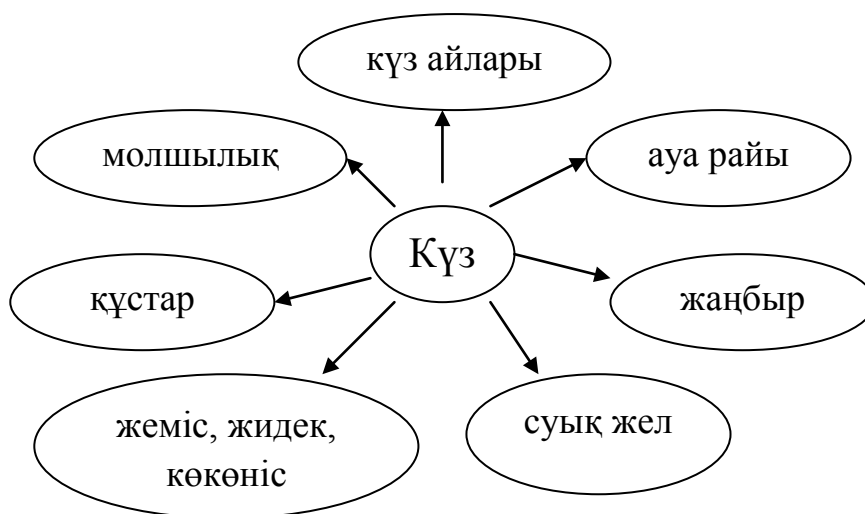 күз айлары
молшылық
ауа райы
Күз
құстар
жаңбыр
жеміс, жидек,
көкөніс
суық жел